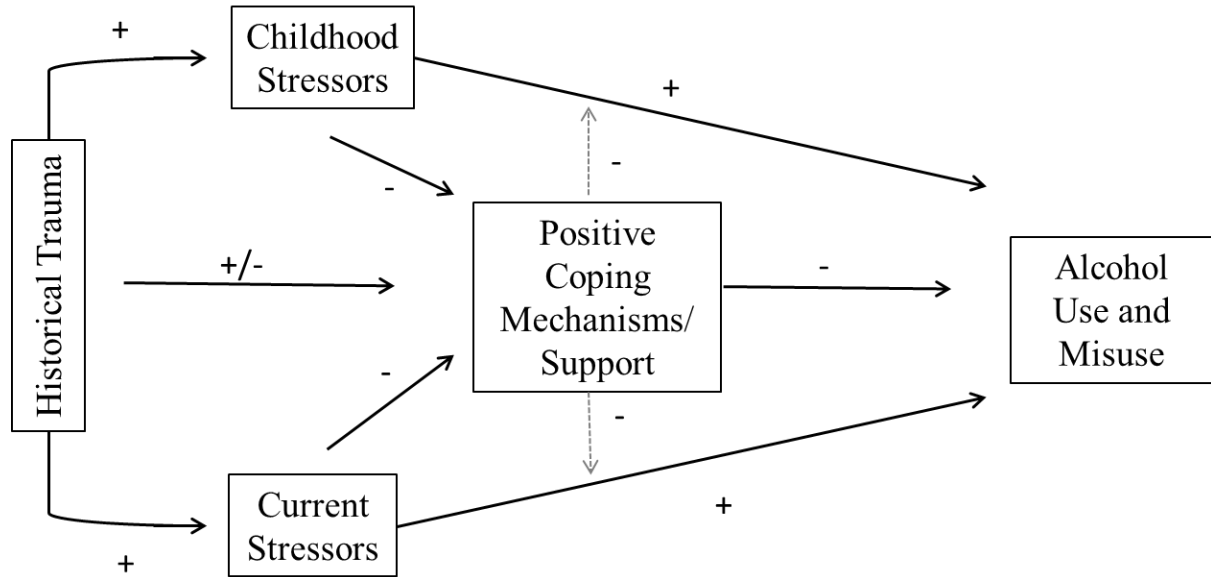 +
Childhood
Stressors
+
-
-
Historical Trauma
+/-
Positive
Coping
Mechanisms/
Support
-
Alcohol
Use and
Misuse
-
-
Current
Stressors
+
+